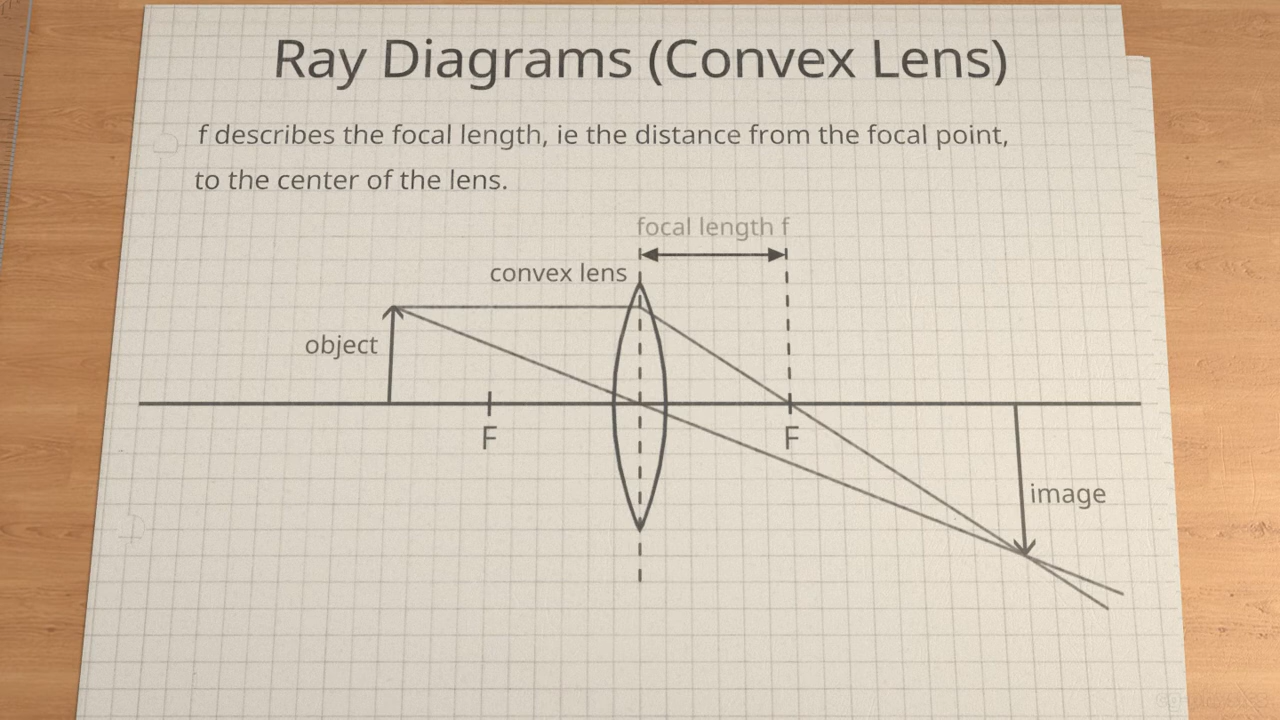 Ray Diagrams (Convex Lens)
f describes the focal length, ie the distance from the focal point,
to the center of the lens.
focal length f
convex lens
object
F
F
image